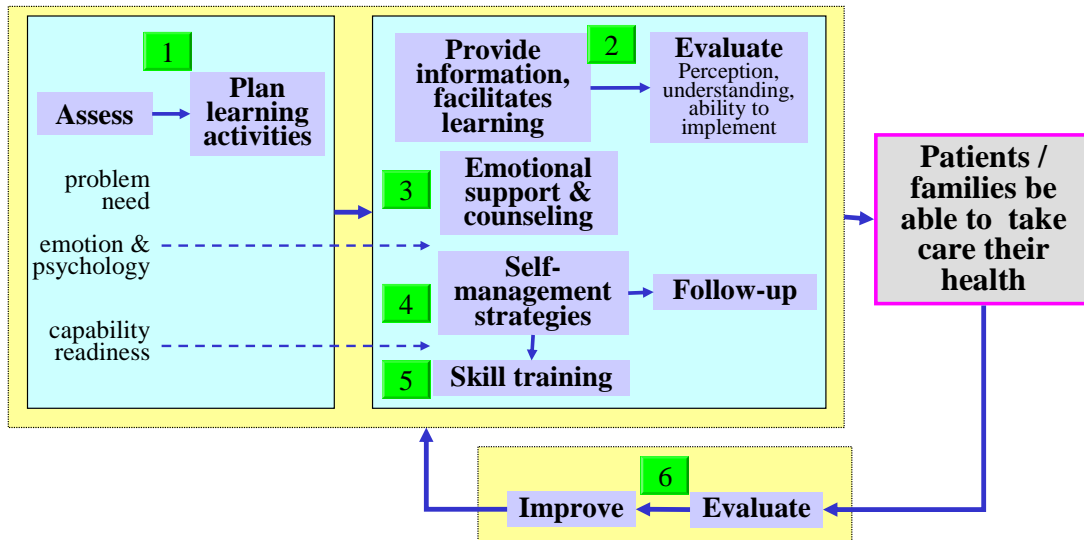 1
Assess
Plan
learning
activities
problem
need
emotion &
psychology
capability
readiness
Provide
information,
facilitates
learning
2
Evaluate
Perception,
understanding,
ability to
implement
3
Emotional
support &
counseling
4
Self-
management
strategies
Follow-up
5
Skill training
Patients /
families be
able to take
care their
health
6
Improve
Evaluate